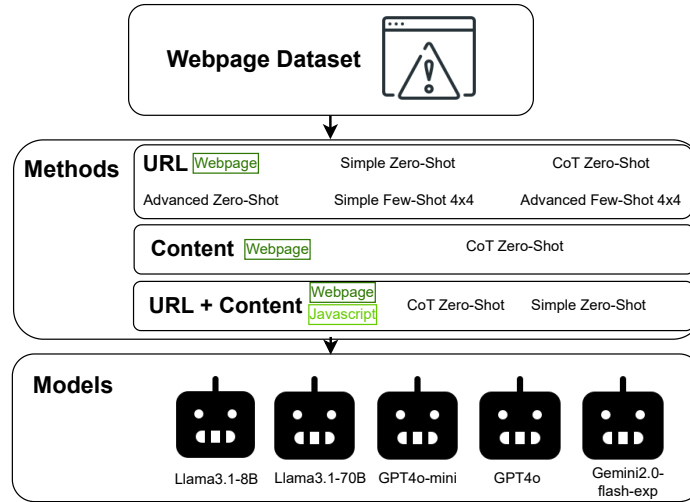 Webpage Dataset
Methods
URL Webpage Simple Zero-Shot CoT Zero-Shot
Advanced Zero-Shot Simple Few-Shot 4x4 Advanced Few-Shot 4x4
Content Webpage CoT Zero-Shot
URL + Content Webpage Javascript CoT Zero-Shot Simple Zero-Shot
Models
Llama3.1-8B Llama3.1-70B GPT4o-mini GPT4o Gemini2.0-
flash-exp